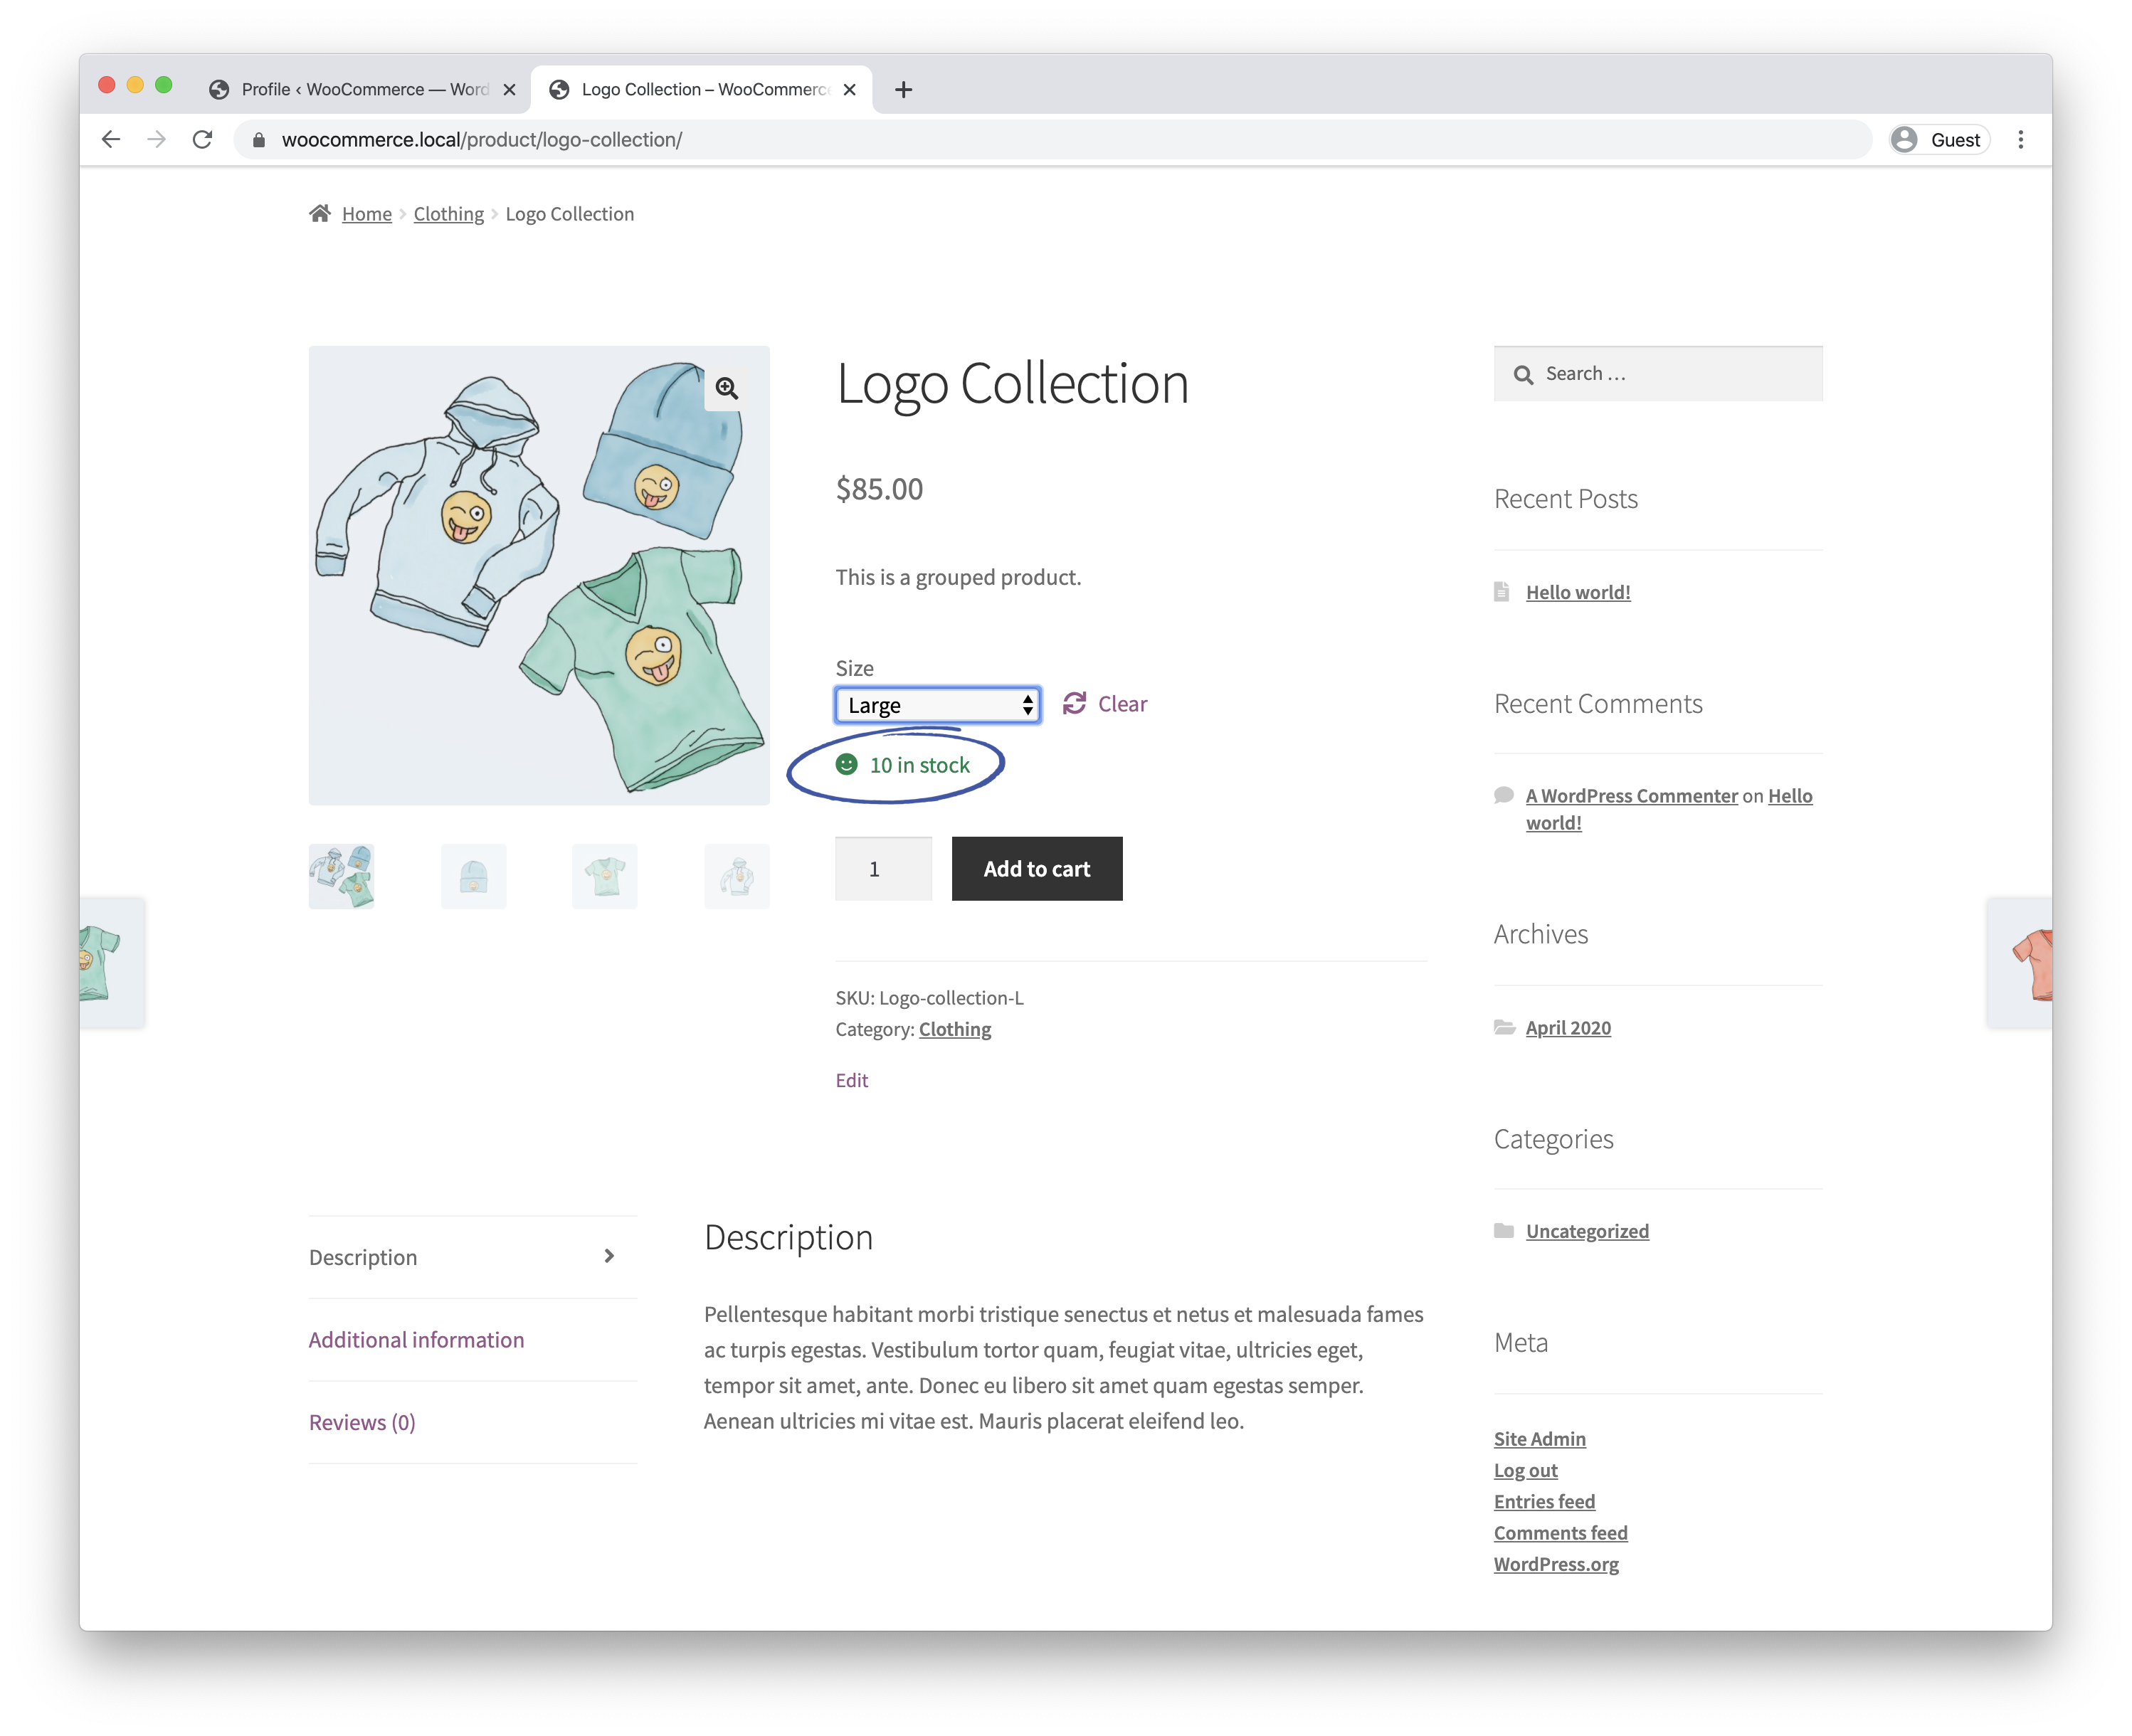 Profile ‹ WooCommerce — Word
Logo Collection – WooCommerce
woocommerce.local/product/logo-collection/
Guest
Home
Clothing
Logo Collection
Logo Collection
$85.00
This is a grouped product.
Size
Large
Clear
10 in stock
1
Add to cart
SKU: Logo-collection-L
Category: Clothing
Edit
Description
Additional information
Reviews (0)
Description
Pellentesque habitant morbi tristique senectus et netus et malesuada fames
ac turpis egestas. Vestibulum tortor quam, feugiat vitae, ultricies eget,
tempor sit amet, ante. Donec eu libero sit amet quam egestas semper.
Aenean ultricies mi vitae est. Mauris placerat eleifend leo.
Search …
Recent Posts
Hello world!
Recent Comments
A WordPress Commenter on Hello
world!
Archives
April 2020
Categories
Uncategorized
Meta
Site Admin
Log out
Entries feed
Comments feed
WordPress.org